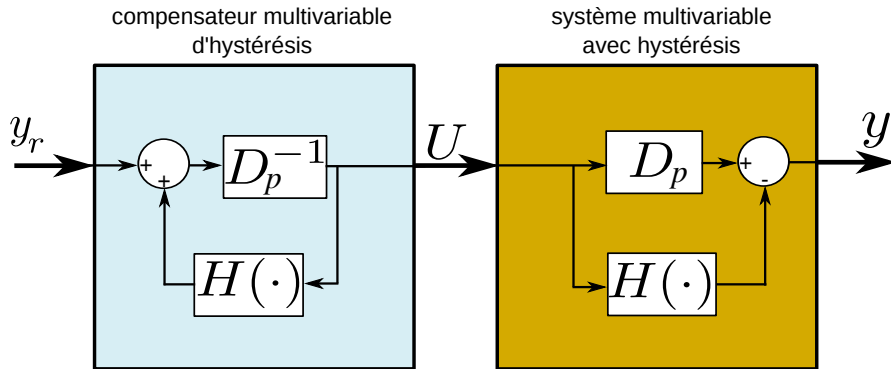 compensateur multivariable
d'hystérésis
système multivariable
avec hystérésis
y_r
+
+
D_p^{-1}
H(·)
U
D_p
+
-
H(·)
y